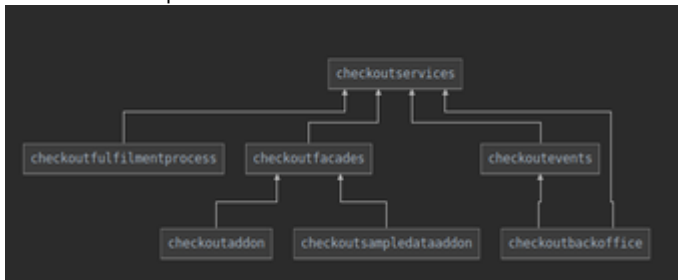 checkoutservices
checkoutfulfilmentprocess
checkoutfacades
checkoutevents
checkoutaddon
checkoutsampledataaddon
checkoutbackoffice